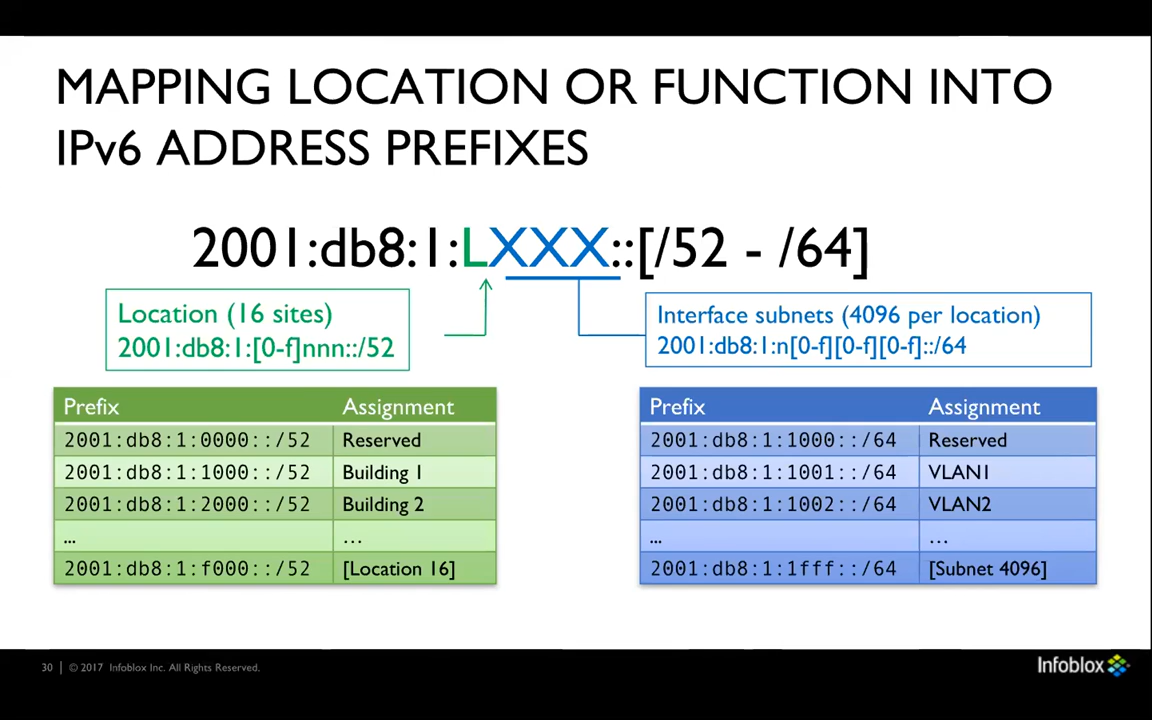 MAPPING LOCATION OR FUNCTION INTO
IPv6 ADDRESS PREFIXES
2001:db8:1:LXXX::[/52 - /64]
Location (16 sites)
2001:db8:1:[0-f]nnn::/52
Interface subnets (4096 per location)
2001:db8:1:n[0-f][0-f][0-f]::/64
Prefix Assignment
2001:db8:1:0000::/52 Reserved
2001:db8:1:1000::/52 Building 1
2001:db8:1:2000::/52 Building 2
... ...
2001:db8:1:f000::/52 [Location 16]
Prefix Assignment
2001:db8:1:1000::/64 Reserved
2001:db8:1:1001::/64 VLAN1
2001:db8:1:1002::/64 VLAN2
... ...
2001:db8:1:1fff::/64 [Subnet 4096]
30 | © 2017 Infoblox Inc. All Rights Reserved.
Infoblox